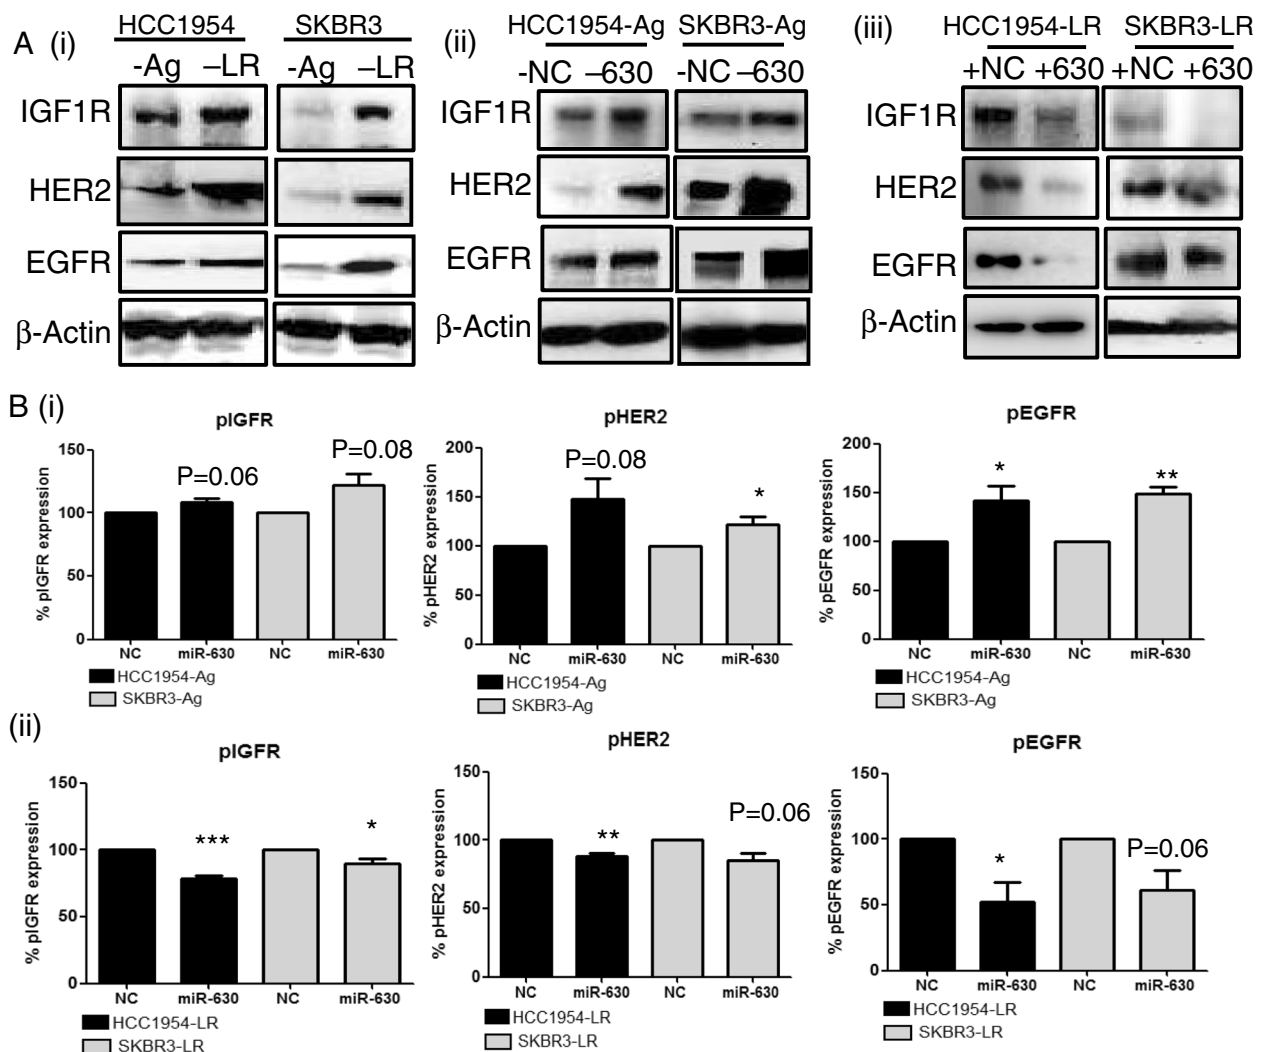 A (i) HCC1954 SKBR3 (ii) HCC1954-Ag SKBR3-Ag (iii) HCC1954-LR SKBR3-LR
-Ag –LR -Ag –LR -NC –630 -NC –630 +NC +630 +NC +630
IGF1R IGF1R IGF1R
HER2 HER2 HER2
EGFR EGFR EGFR
β-Actin β-Actin β-Actin
B (i)
pIGFR
% pIGFR expression
150
100
50
0
P=0.06 P=0.08
NC miR-630 NC miR-630
HCC1954-Ag
SKBR3-Ag
pHER2
% pHER2 expression
200
150
100
50
0
P=0.08 *
NC miR-630 NC miR-630
HCC1954-Ag
SKBR3-Ag
pEGFR
% pEGFR expression
200
150
100
50
0
* **
NC miR-630 NC miR-630
HCC1954-Ag
SKBR3-Ag
(ii)
pIGFR
% pIGFR expression
150
100
50
0
*** *
NC miR-630 NC miR-630
HCC1954-LR
SKBR3-LR
pHER2
% pHER2 expression
150
100
50
0
** P=0.06
NC miR-630 NC miR-630
HCC1954-LR
SKBR3-LR
pEGFR
% pEGFR expression
150
100
50
0
* P=0.06
NC miR-630 NC miR-630
HCC1954-LR
SKBR3-LR